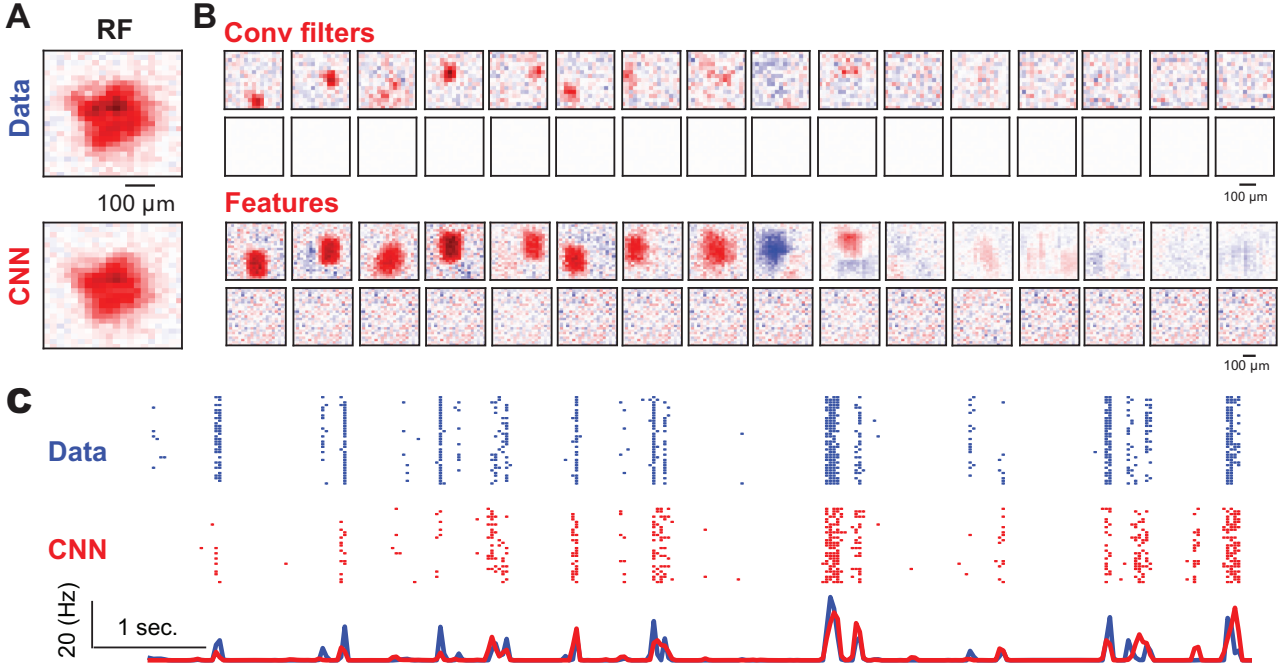 A
B
RF
Conv filters
Data
100 µm
100 µm
Features
CNN
100 µm
C
Data
CNN
20 (Hz)
1 sec.